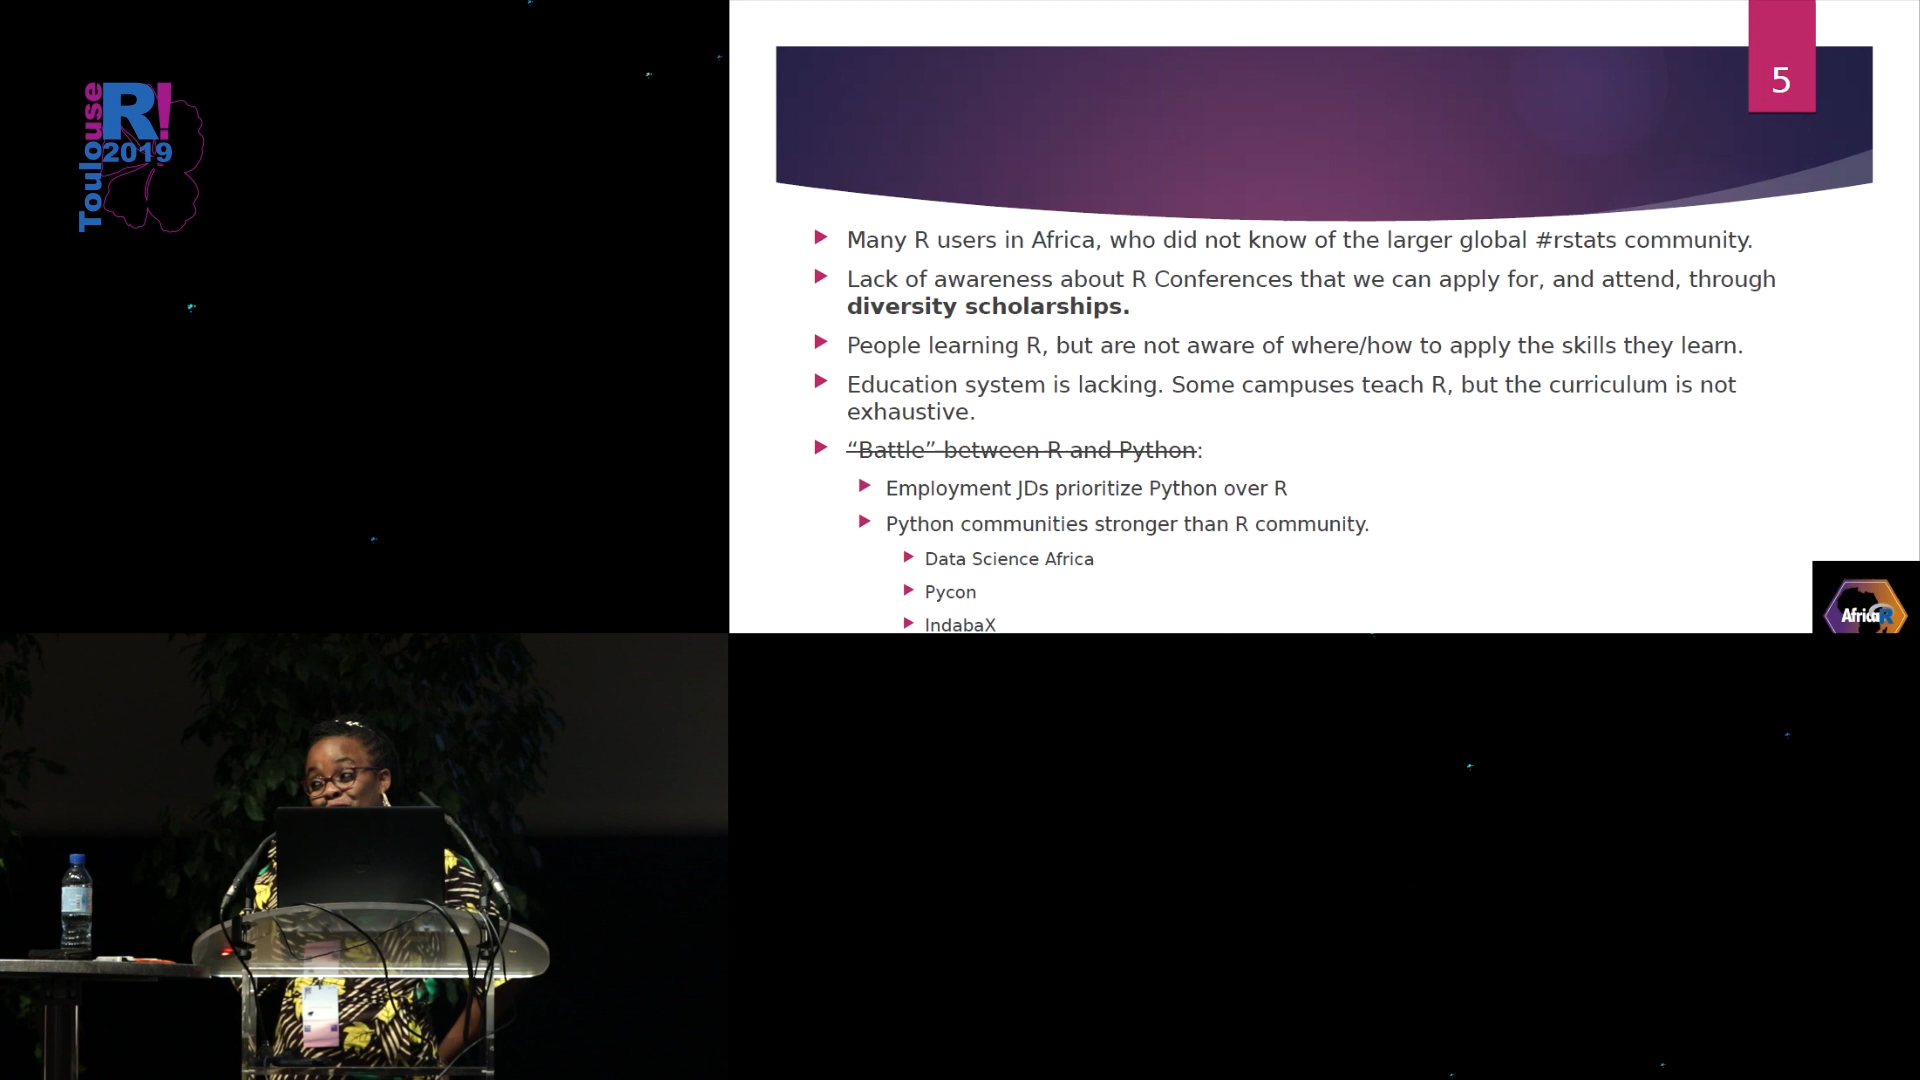 Toulouse
R!
2019
5
Many R users in Africa, who did not know of the larger global #rstats community.
Lack of awareness about R Conferences that we can apply for, and attend, through
diversity scholarships.
People learning R, but are not aware of where/how to apply the skills they learn.
Education system is lacking. Some campuses teach R, but the curriculum is not
exhaustive.
“Battle” between R and Python:
Employment JDs prioritize Python over R
Python communities stronger than R community.
Data Science Africa
Pycon
IndabaX
AfricaR